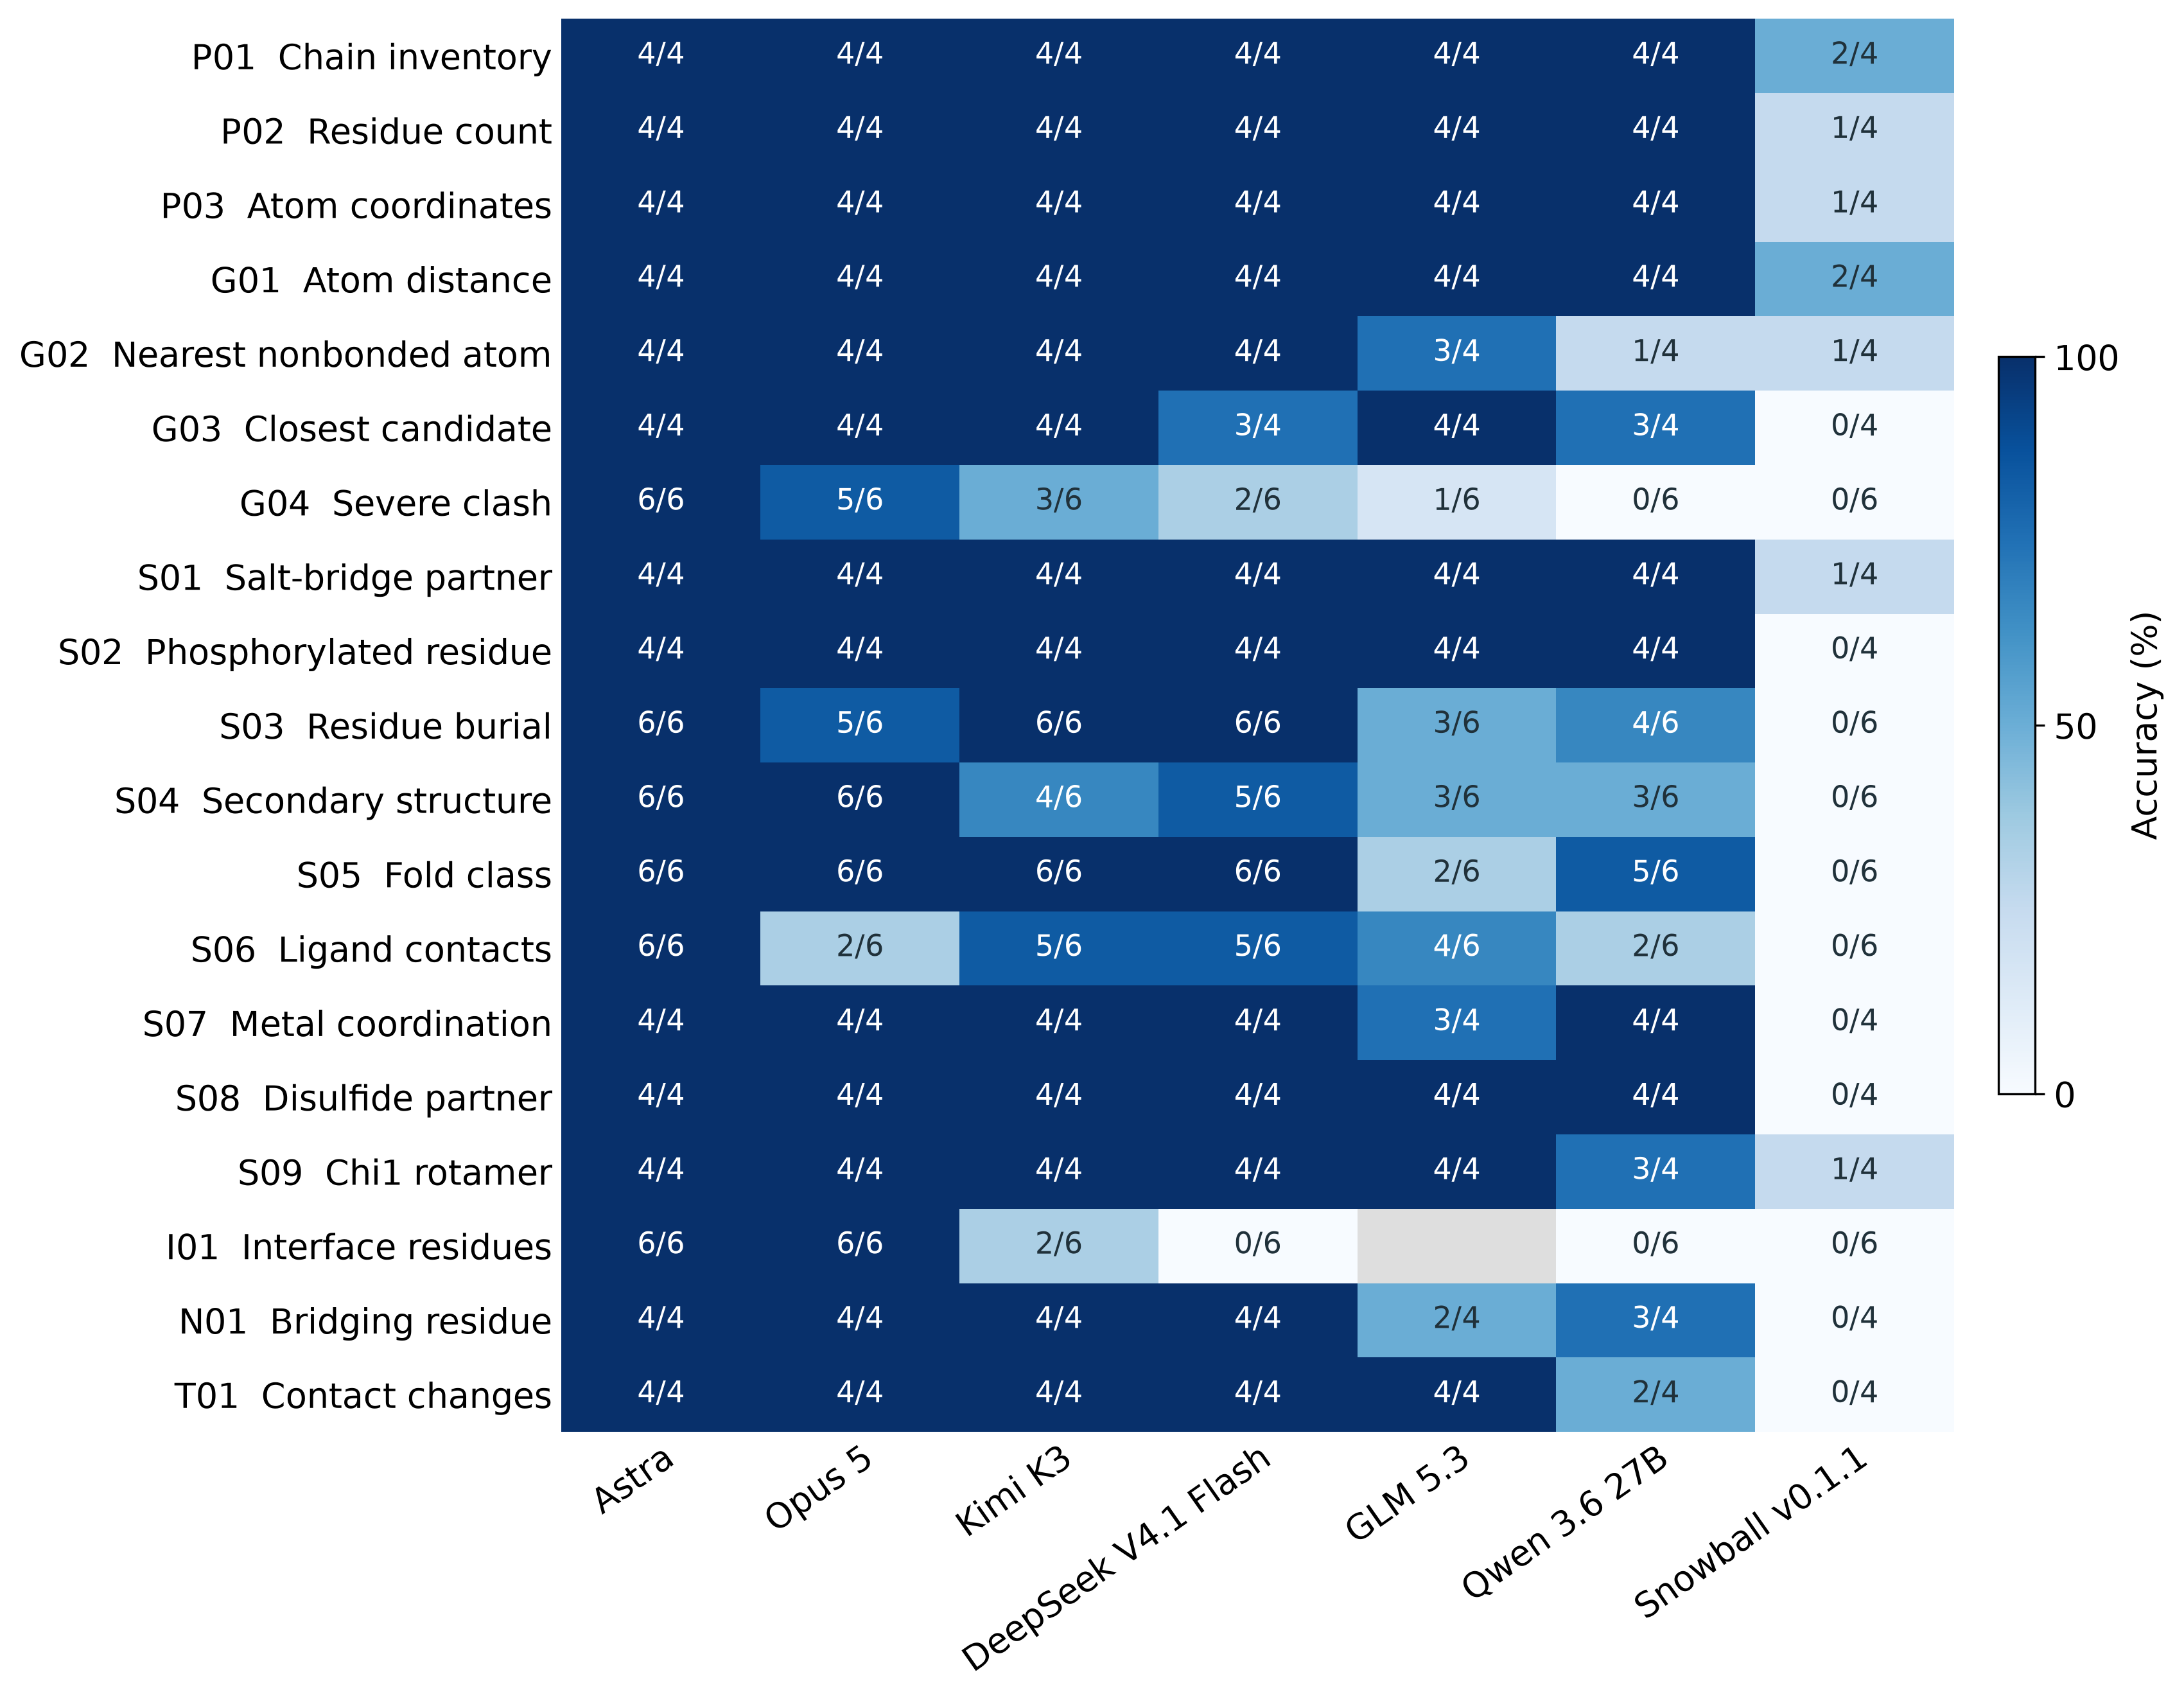 P01 Chain inventory 4/4 4/4 4/4 4/4 4/4 4/4 2/4
P02 Residue count 4/4 4/4 4/4 4/4 4/4 4/4 1/4
P03 Atom coordinates 4/4 4/4 4/4 4/4 4/4 4/4 1/4
G01 Atom distance 4/4 4/4 4/4 4/4 4/4 4/4 2/4
G02 Nearest nonbonded atom 4/4 4/4 4/4 4/4 3/4 1/4 1/4
G03 Closest candidate 4/4 4/4 4/4 3/4 4/4 3/4 0/4
G04 Severe clash 6/6 5/6 3/6 2/6 1/6 0/6 0/6
S01 Salt-bridge partner 4/4 4/4 4/4 4/4 4/4 4/4 1/4
S02 Phosphorylated residue 4/4 4/4 4/4 4/4 4/4 4/4 0/4
S03 Residue burial 6/6 5/6 6/6 6/6 3/6 4/6 0/6
S04 Secondary structure 6/6 6/6 4/6 5/6 3/6 3/6 0/6
S05 Fold class 6/6 6/6 6/6 6/6 2/6 5/6 0/6
S06 Ligand contacts 6/6 2/6 5/6 5/6 4/6 2/6 0/6
S07 Metal coordination 4/4 4/4 4/4 4/4 3/4 4/4 0/4
S08 Disulfide partner 4/4 4/4 4/4 4/4 4/4 4/4 0/4
S09 Chi1 rotamer 4/4 4/4 4/4 4/4 4/4 3/4 1/4
I01 Interface residues 6/6 6/6 2/6 0/6 0/6 0/6
N01 Bridging residue 4/4 4/4 4/4 4/4 2/4 3/4 0/4
T01 Contact changes 4/4 4/4 4/4 4/4 4/4 2/4 0/4
Astra
Opus 5
Kimi K3
DeepSeek V4.1 Flash
GLM 5.3
Qwen 3.6 27B
Snowball v0.1.1
100
50
0
Accuracy (%)